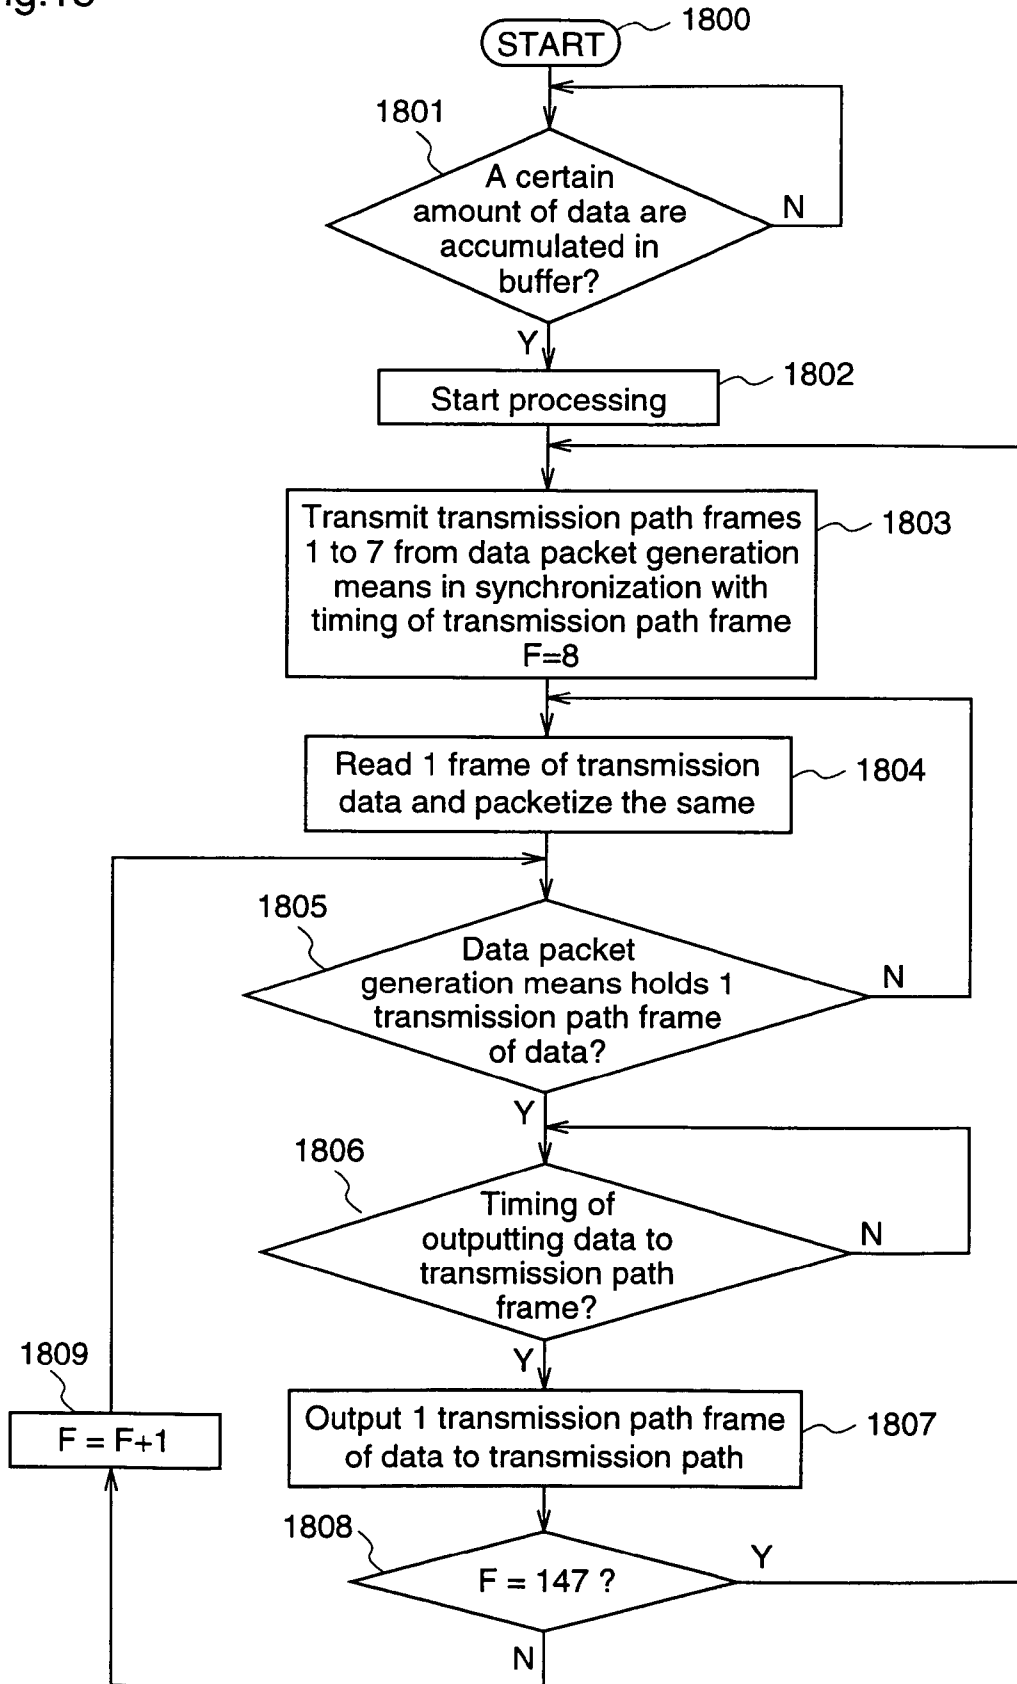 1800
START
1801
A certain
amount of data are
accumulated in
buffer?
N
Y
1802
Start processing
Transmit transmission path frames
1 to 7 from data packet generation
means in synchronization with
timing of transmission path frame
F=8
1803
Read 1 frame of transmission
data and packetize the same
1804
1805
Data packet
generation means holds 1
transmission path frame
of data?
N
Y
1806
Timing of
outputting data to
transmission path
frame?
N
Y
1809
F = F+1
Output 1 transmission path frame
of data to transmission path
1807
1808
F = 147 ?
Y
N